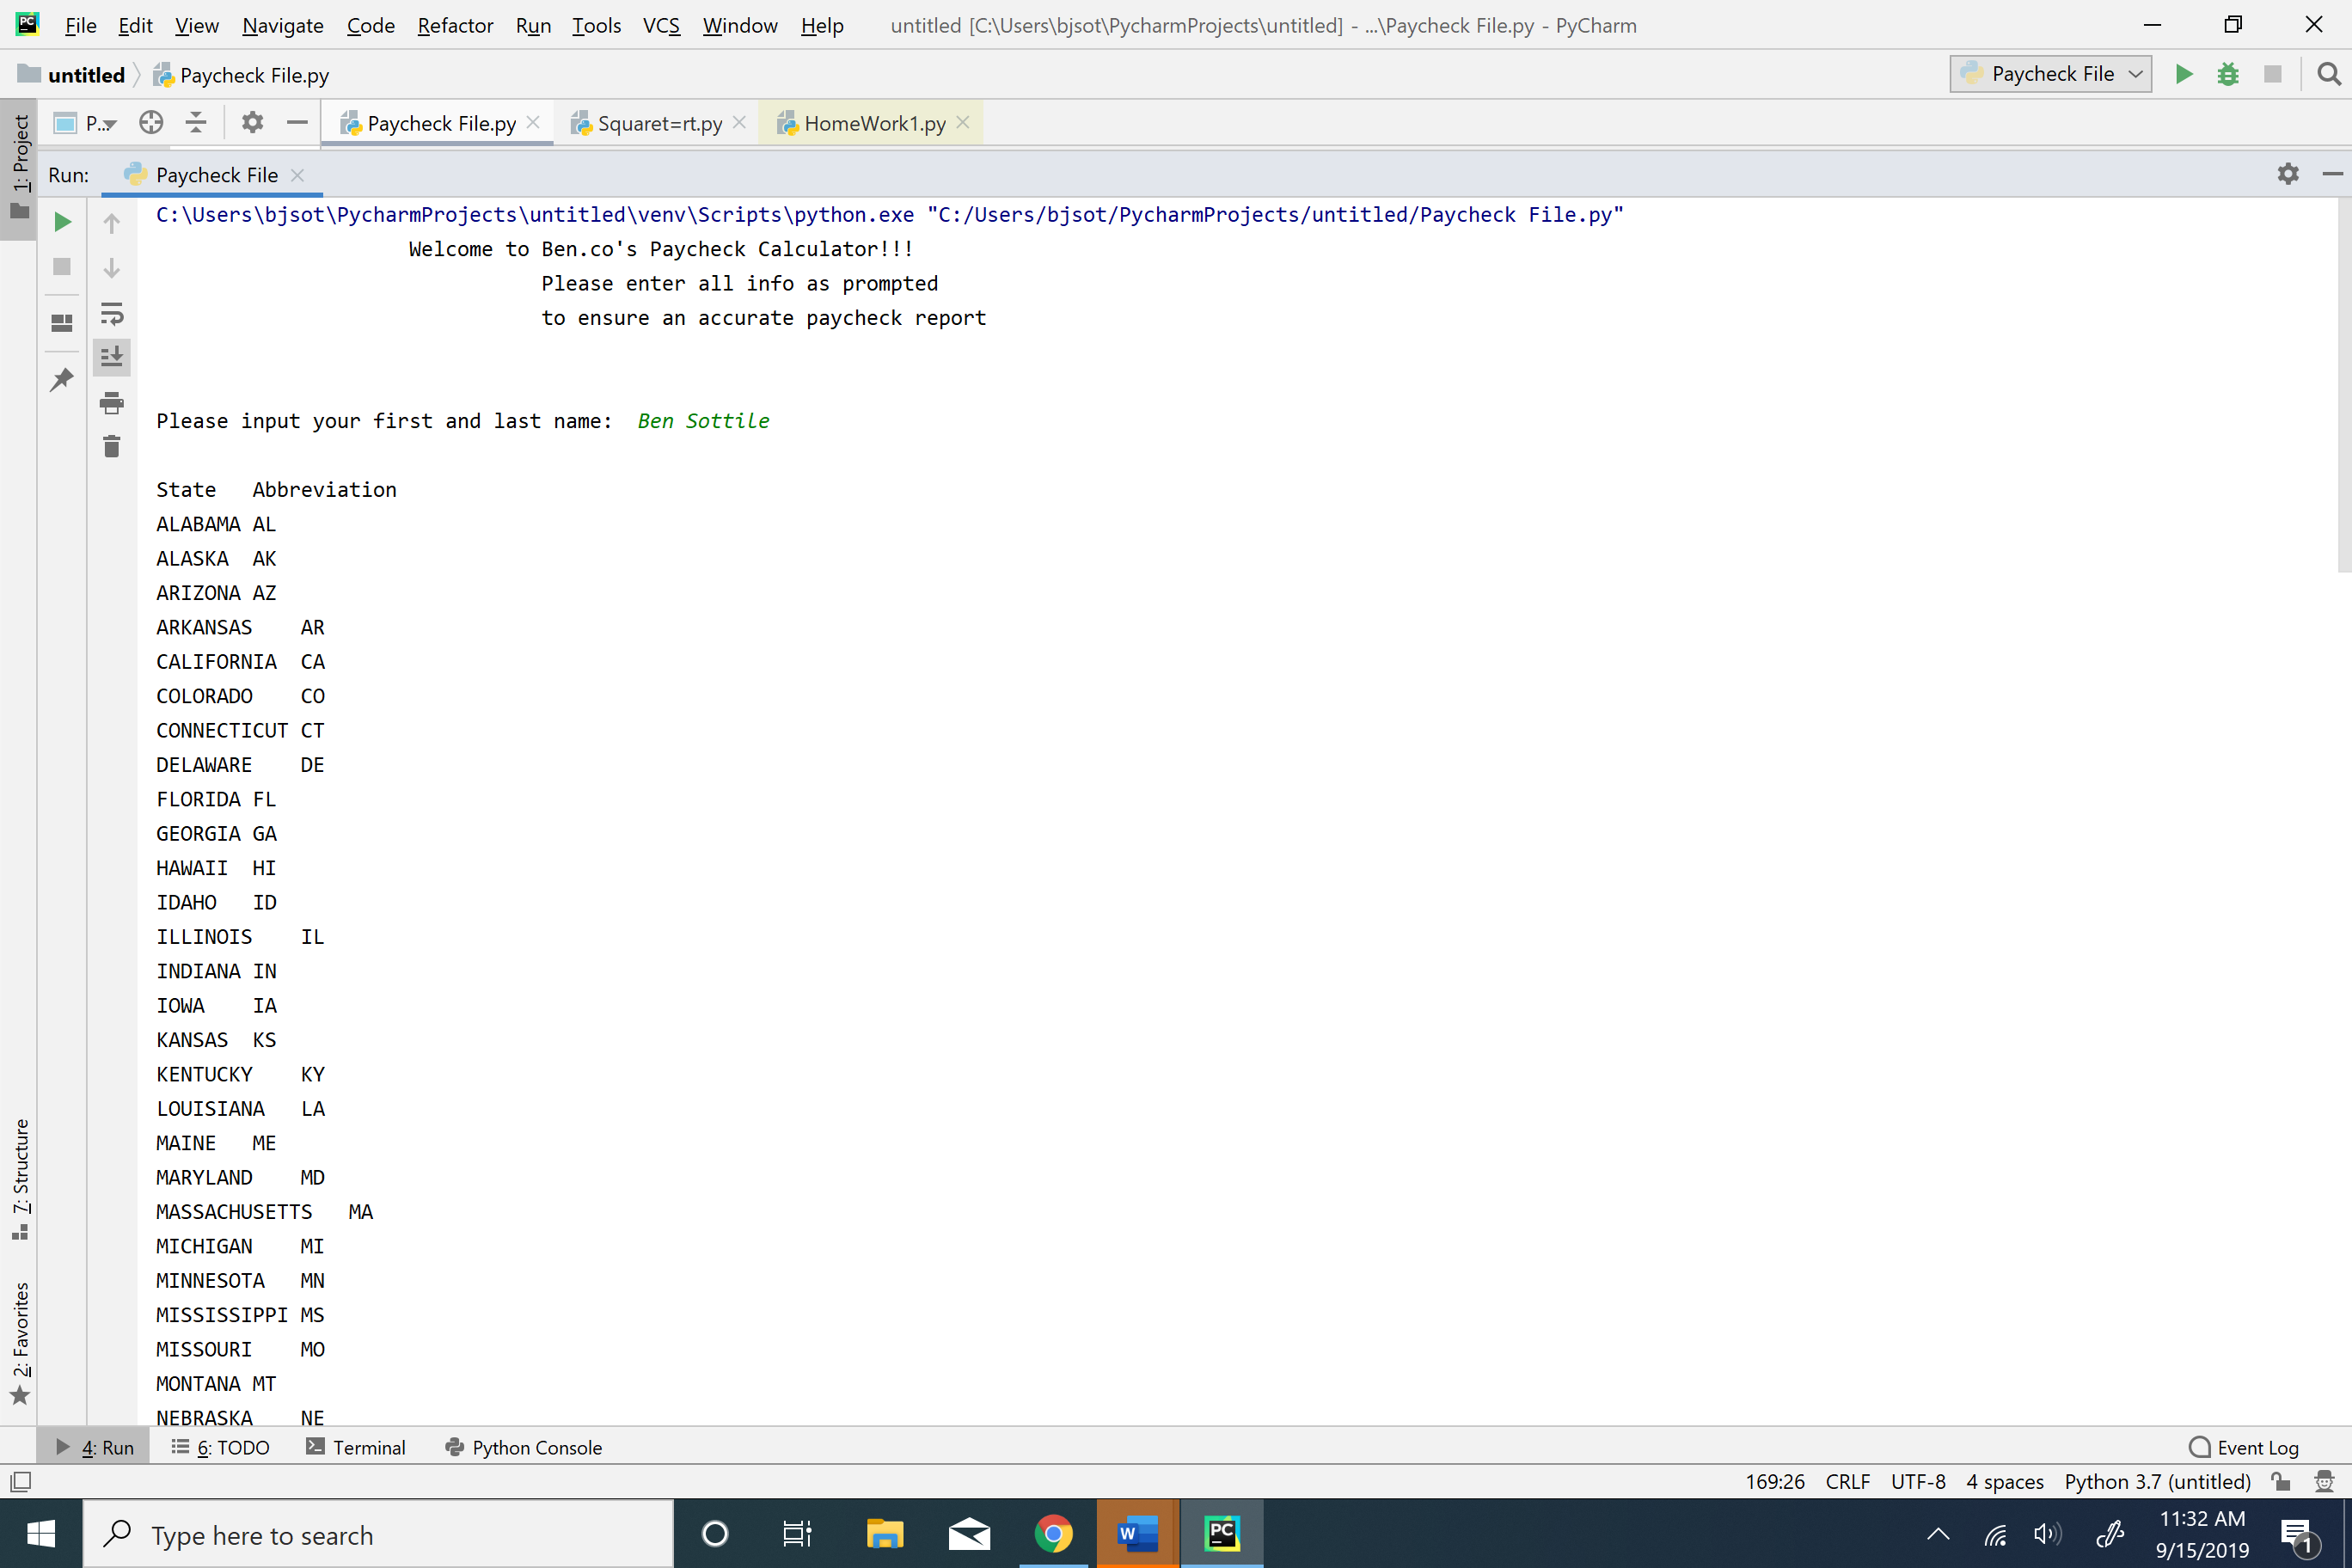 PC File Edit View Navigate Code Refactor Run Tools VCS Window Help untitled [C:\Users\bjsot\PycharmProjects\untitled] - ...\Paycheck File.py - PyCharm
untitled Paycheck File.py Paycheck File
1: Project
P... Paycheck File.py Squaret=rt.py HomeWork1.py
Run: Paycheck File
C:\Users\bjsot\PycharmProjects\untitled\venv\Scripts\python.exe "C:/Users/bjsot/PycharmProjects/untitled/Paycheck File.py"
Welcome to Ben.co's Paycheck Calculator!!!
Please enter all info as prompted
to ensure an accurate paycheck report
Please input your first and last name: Ben Sottile
State Abbreviation
ALABAMA AL
ALASKA AK
ARIZONA AZ
ARKANSAS AR
CALIFORNIA CA
COLORADO CO
CONNECTICUT CT
DELAWARE DE
FLORIDA FL
GEORGIA GA
HAWAII HI
IDAHO ID
ILLINOIS IL
INDIANA IN
IOWA IA
KANSAS KS
KENTUCKY KY
LOUISIANA LA
MAINE ME
MARYLAND MD
MASSACHUSETTS MA
MICHIGAN MI
MINNESOTA MN
MISSISSIPPI MS
MISSOURI MO
MONTANA MT
NEBRASKA NE
7: Structure
2: Favorites
4: Run 6: TODO Terminal Python Console Event Log
169:26 CRLF UTF-8 4 spaces Python 3.7 (untitled)
Type here to search W PC 11:32 AM
9/15/2019 1